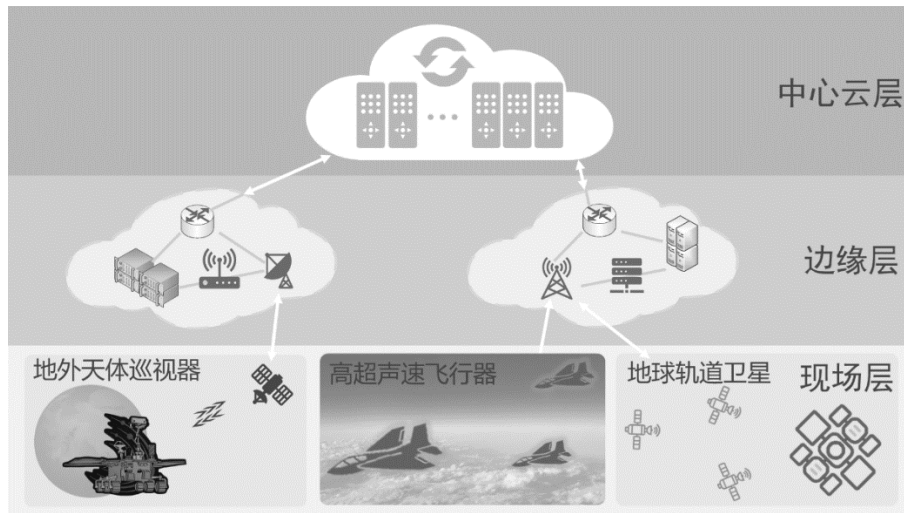 中心云层
边缘层
地外天体巡视器
高超声速飞行器
地球轨道卫星
现场层